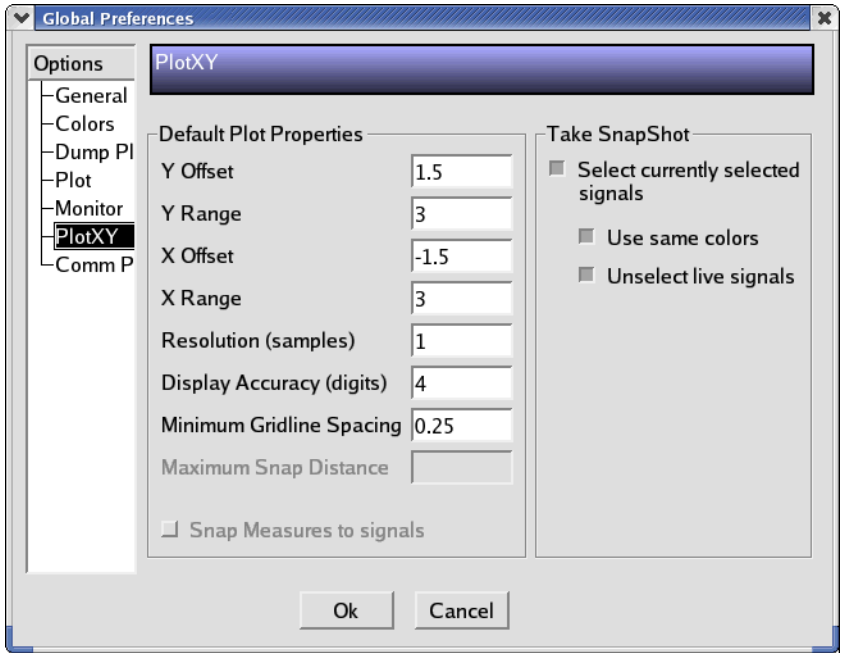 Global Preferences
Options
General
Colors
Dump Pl
Plot
Monitor
PlotXY
Comm P
PlotXY
Default Plot Properties
Y Offset 1.5
Y Range 3
X Offset -1.5
X Range 3
Resolution (samples) 1
Display Accuracy (digits) 4
Minimum Gridline Spacing 0.25
Maximum Snap Distance
Snap Measures to signals
Take SnapShot
Select currently selected
signals
Use same colors
Unselect live signals
Ok
Cancel